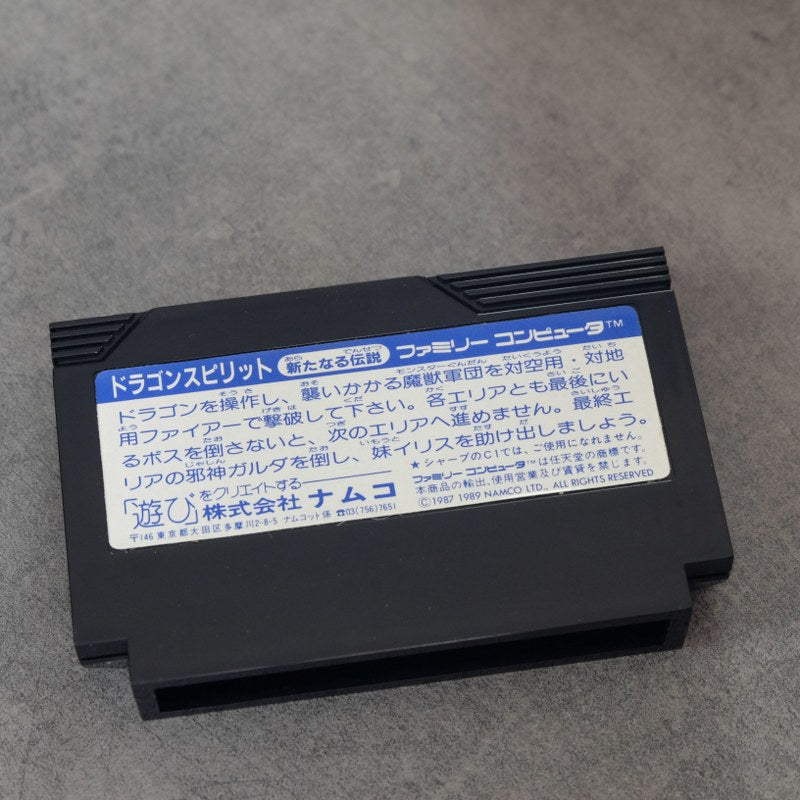 ドラゴンスピリット 新たなる伝説 ファミリー コンピュータ™
ドラゴンを操作し、襲いかかる魔獣軍団を対空用・対地
用ファイアーで撃破して下さい。各エリアとも最後にい
るボスを倒さないと、次のエリアへ進めません。最終エ
リアの邪神ガルダを倒し、妹イリスを助け出しましょう。
「遊び」をクリエイトする――
株式会社 ナムコ
〒146 東京都大田区多摩川2-8-5 ナムコット係 ☎03(756)7651
★シャープのC1では、ご使用になれません。
ファミリー コンピュータ™は任天堂の商標です。
本商品の輸出、使用営業及び賃貸を禁じます。
Ⓒ1987 1989 NAMCO LTD., ALL RIGHTS RESERVED